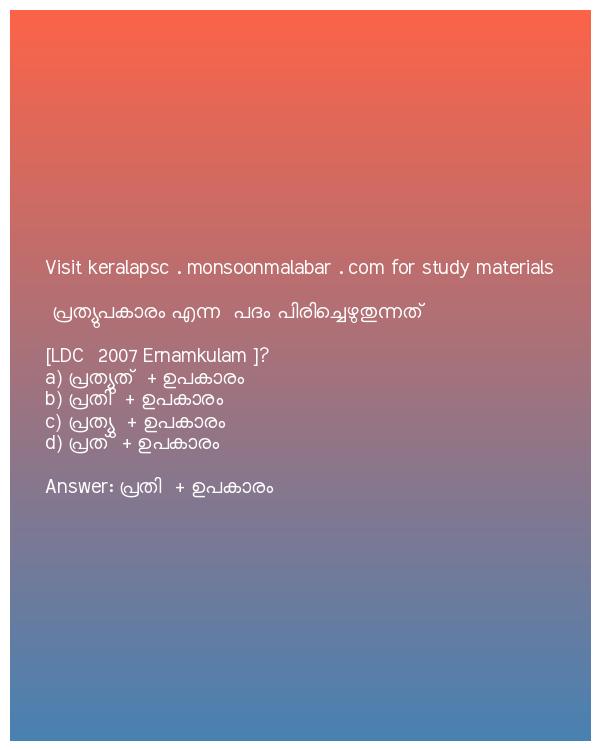 Visit keralapsc . monsoonmalabar . com for study materials
പ്രത്യുപകാരം എന്ന പദം പിരിച്ചെഴുതുന്നത്
[LDC 2007 Ernamkulam ]?
a) പ്രത്യുത് + ഉപകാരം
b) പ്രതി + ഉപകാരം
c) പ്രത്യു + ഉപകാരം
d) പ്രത് + ഉപകാരം
Answer: പ്രതി + ഉപകാരം